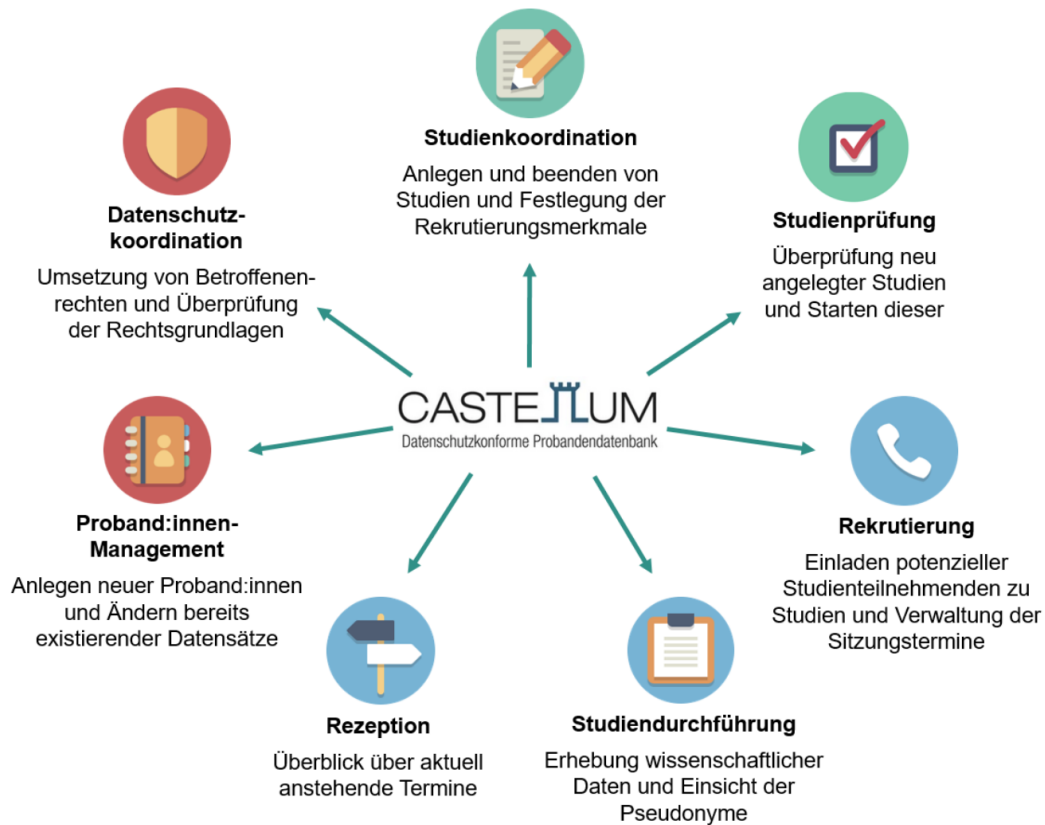 Studienkoordination
Anlegen und beenden von
Studien und Festlegung der
Rekrutierungsmerkmale
Datenschutz-
koordination
Umsetzung von Betroffenen-
rechten und Überprüfung
der Rechtsgrundlagen
Studienprüfung
Überprüfung neu
angelegter Studien
und Starten dieser
CASTELLUM
Datenschutzkonforme Probandendatenbank
Proband:innen-
Management
Anlegen neuer Proband:innen
und Ändern bereits
existierender Datensätze
Rekrutierung
Einladen potenzieller
Studienteilnehmenden zu
Studien und Verwaltung der
Sitzungstermine
Rezeption
Überblick über aktuell
anstehende Termine
Studiendurchführung
Erhebung wissenschaftlicher
Daten und Einsicht der
Pseudonyme